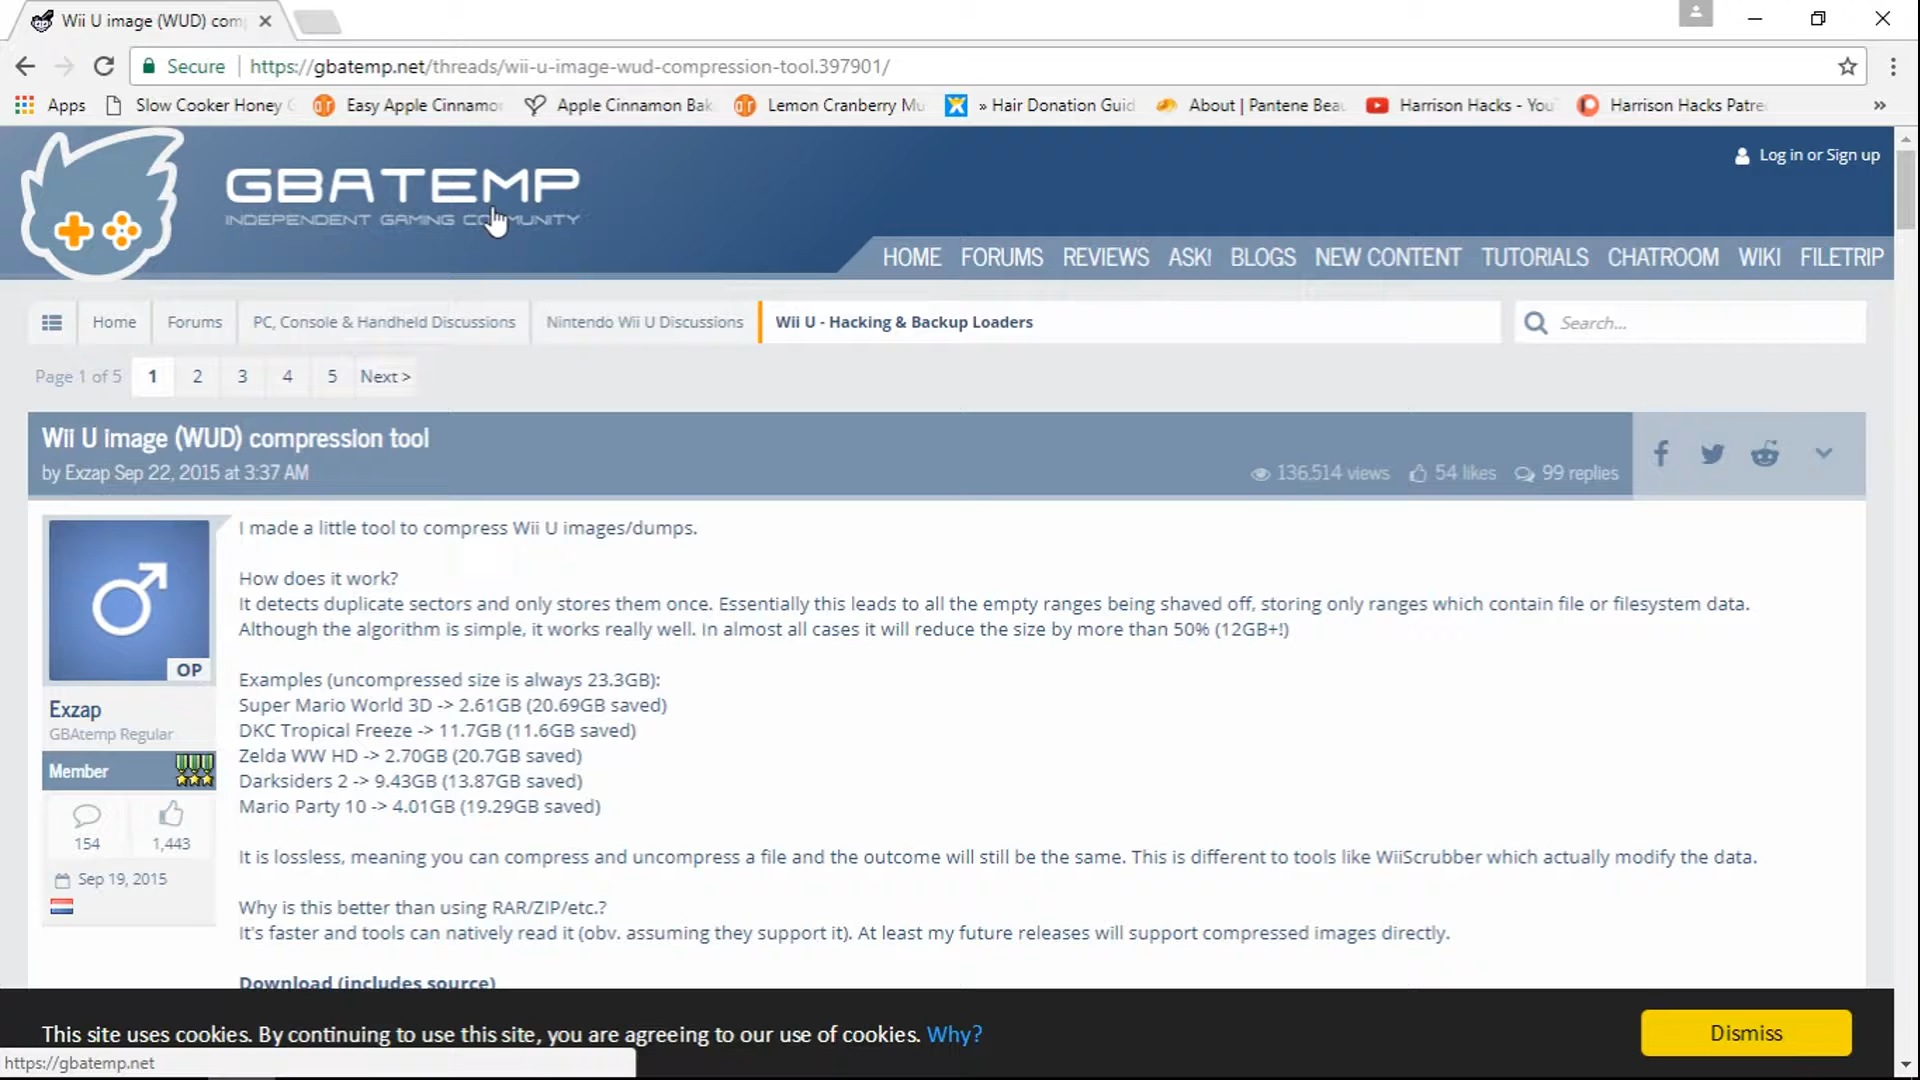 Wii U image (WUD) com
Secure https://gbatemp.net/threads/wii-u-image-wud-compression-tool.397901/
Apps Slow Cooker Honey Easy Apple Cinnamon Apple Cinnamon Bak Lemon Cranberry Mu » Hair Donation Guid About | Pantene Beau Harrison Hacks - You Harrison Hacks Patre »
Log in or Sign up
GBATEMP
INDEPENDENT GAMING COMMUNITY
HOME FORUMS REVIEWS ASK! BLOGS NEW CONTENT TUTORIALS CHATROOM WIKI FILETRIP
Home Forums PC, Console & Handheld Discussions Nintendo Wii U Discussions Wii U - Hacking & Backup Loaders Search...
Page 1 of 5 1 2 3 4 5 Next >
Wii U image (WUD) compression tool
by Exzap Sep 22, 2015 at 3:37 AM
136,514 views 54 likes 99 replies
I made a little tool to compress Wii U images/dumps.
How does it work?
It detects duplicate sectors and only stores them once. Essentially this leads to all the empty ranges being shaved off, storing only ranges which contain file or filesystem data.
Although the algorithm is simple, it works really well. In almost all cases it will reduce the size by more than 50% (12GB+!)
Examples (uncompressed size is always 23.3GB):
Super Mario World 3D -> 2.61GB (20.69GB saved)
DKC Tropical Freeze -> 11.7GB (11.6GB saved)
Zelda WW HD -> 2.70GB (20.7GB saved)
Darksiders 2 -> 9.43GB (13.87GB saved)
Mario Party 10 -> 4.01GB (19.29GB saved)
It is lossless, meaning you can compress and uncompress a file and the outcome will still be the same. This is different to tools like WiiScrubber which actually modify the data.
Why is this better than using RAR/ZIP/etc.?
It's faster and tools can natively read it (obv. assuming they support it). At least my future releases will support compressed images directly.
Download (includes source)
OP
Exzap
GBAtemp Regular
Member
154 1,443
Sep 19, 2015
This site uses cookies. By continuing to use this site, you are agreeing to our use of cookies. Why?
Dismiss
https://gbatemp.net